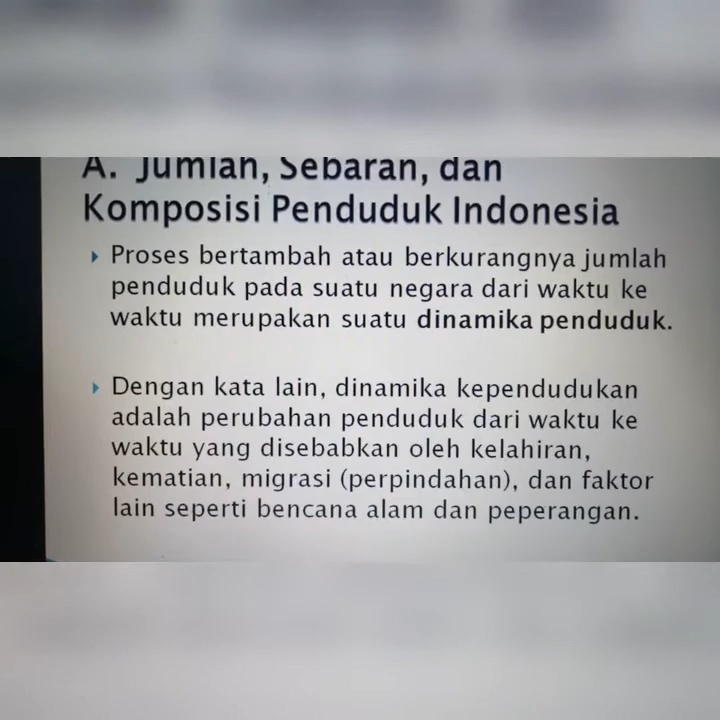 A. Jumlah, Sebaran, dan
Komposisi Penduduk Indonesia
Proses bertambah atau berkurangnya jumlah
penduduk pada suatu negara dari waktu ke
waktu merupakan suatu dinamika penduduk.
Dengan kata lain, dinamika kependudukan
adalah perubahan penduduk dari waktu ke
waktu yang disebabkan oleh kelahiran,
kematian, migrasi (perpindahan), dan faktor
lain seperti bencana alam dan peperangan.